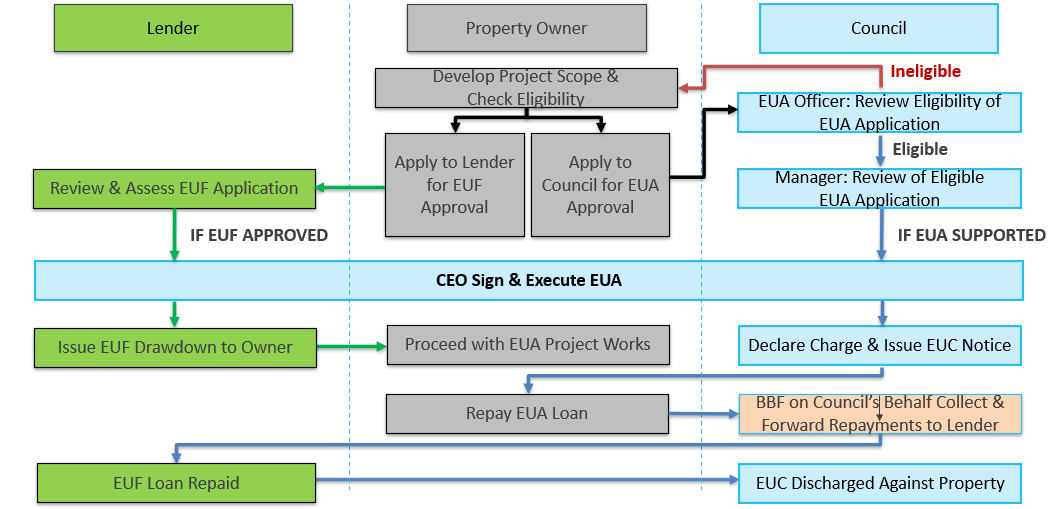 Lender
Property Owner
Council
Develop Project Scope &
Check Eligibility
Ineligible
EUA Officer: Review Eligibility of
EUA Application
Eligible
Apply to Lender
for EUF
Approval
Apply to
Council for EUA
Approval
Review & Assess EUF Application
Manager: Review of Eligible
EUA Application
IF EUF APPROVED
IF EUA SUPPORTED
CEO Sign & Execute EUA
Issue EUF Drawdown to Owner
Proceed with EUA Project Works
Declare Charge & Issue EUC Notice
Repay EUA Loan
BBF on Council's Behalf Collect &
Forward Repayments to Lender
EUF Loan Repaid
EUC Discharged Against Property